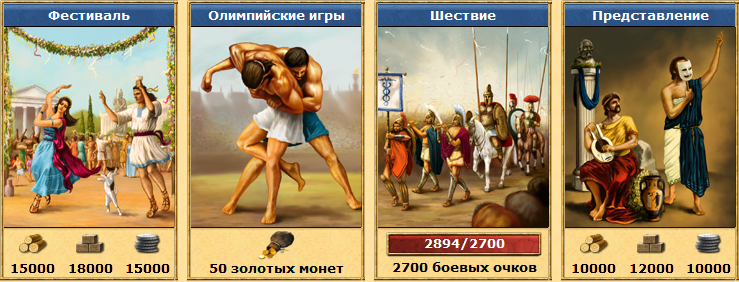 Фестиваль
15000 18000 15000
Олимпийские игры
50 золотых монет
Шествие
2894/2700
2700 боевых очков
Представление
10000 12000 10000